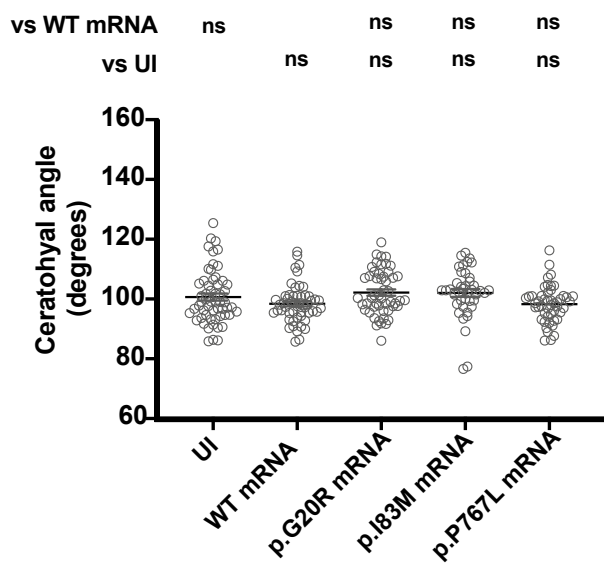 vs WT mRNA ns ns ns ns
vs UI ns ns ns ns
160
140
120
100
80
60
Ceratohyal angle
(degrees)
UI
WT mRNA
p.G20R mRNA
p.I83M mRNA
p.P767L mRNA